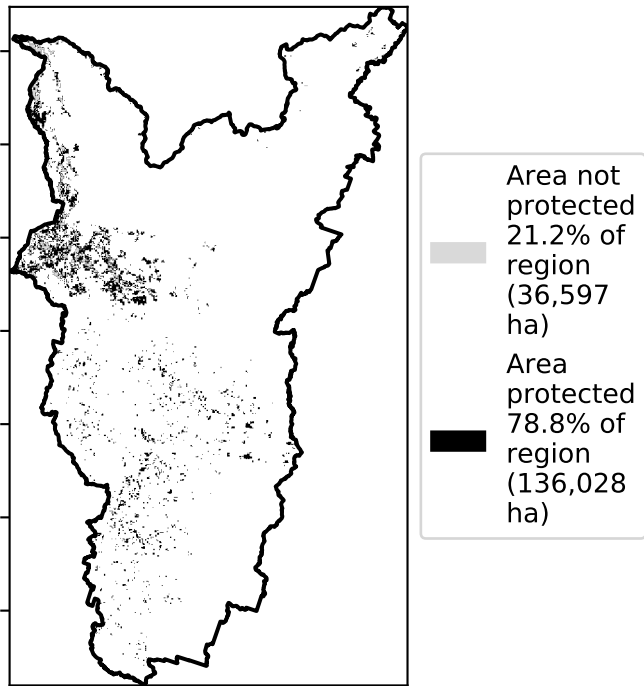 Area not
protected
21.2% of
region
(36,597
ha)
Area
protected
78.8% of
region
(136,028
ha)